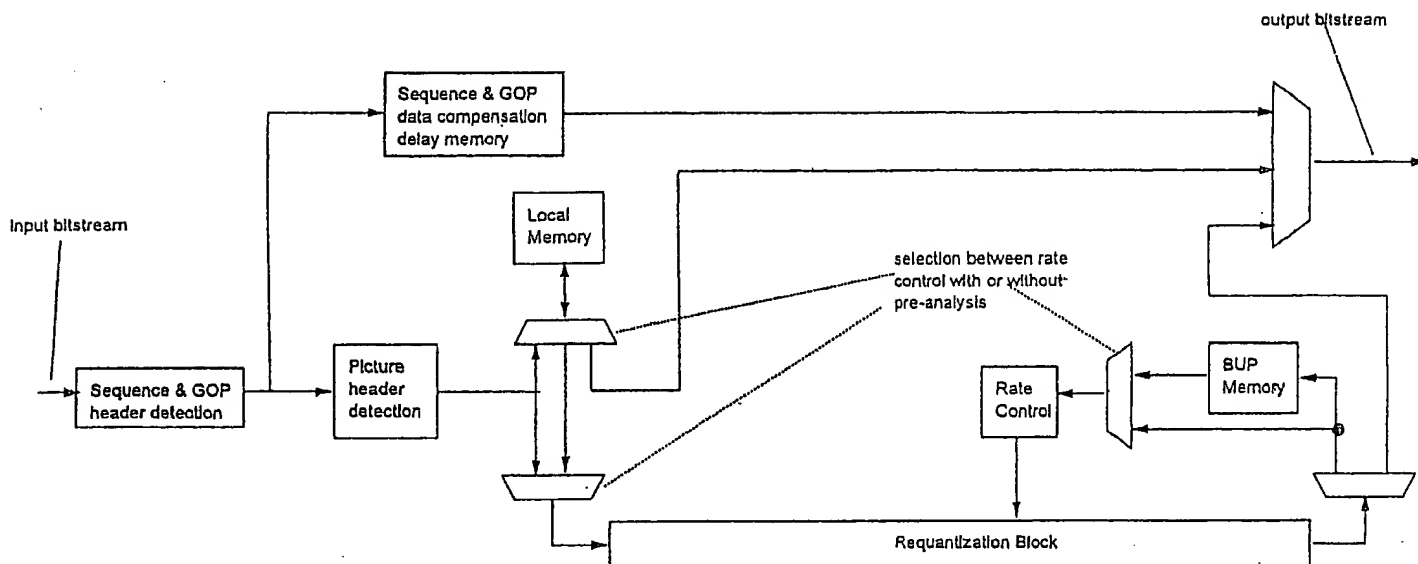 output bitstream
Sequence & GOP
data compensation
delay memory
Input bitstream
Local
Memory
selection between rate
control with or without
pre-analysis
Sequence & GOP
header detection
Picture
header
detection
Rate
Control
BUP
Memory
Requantization Block